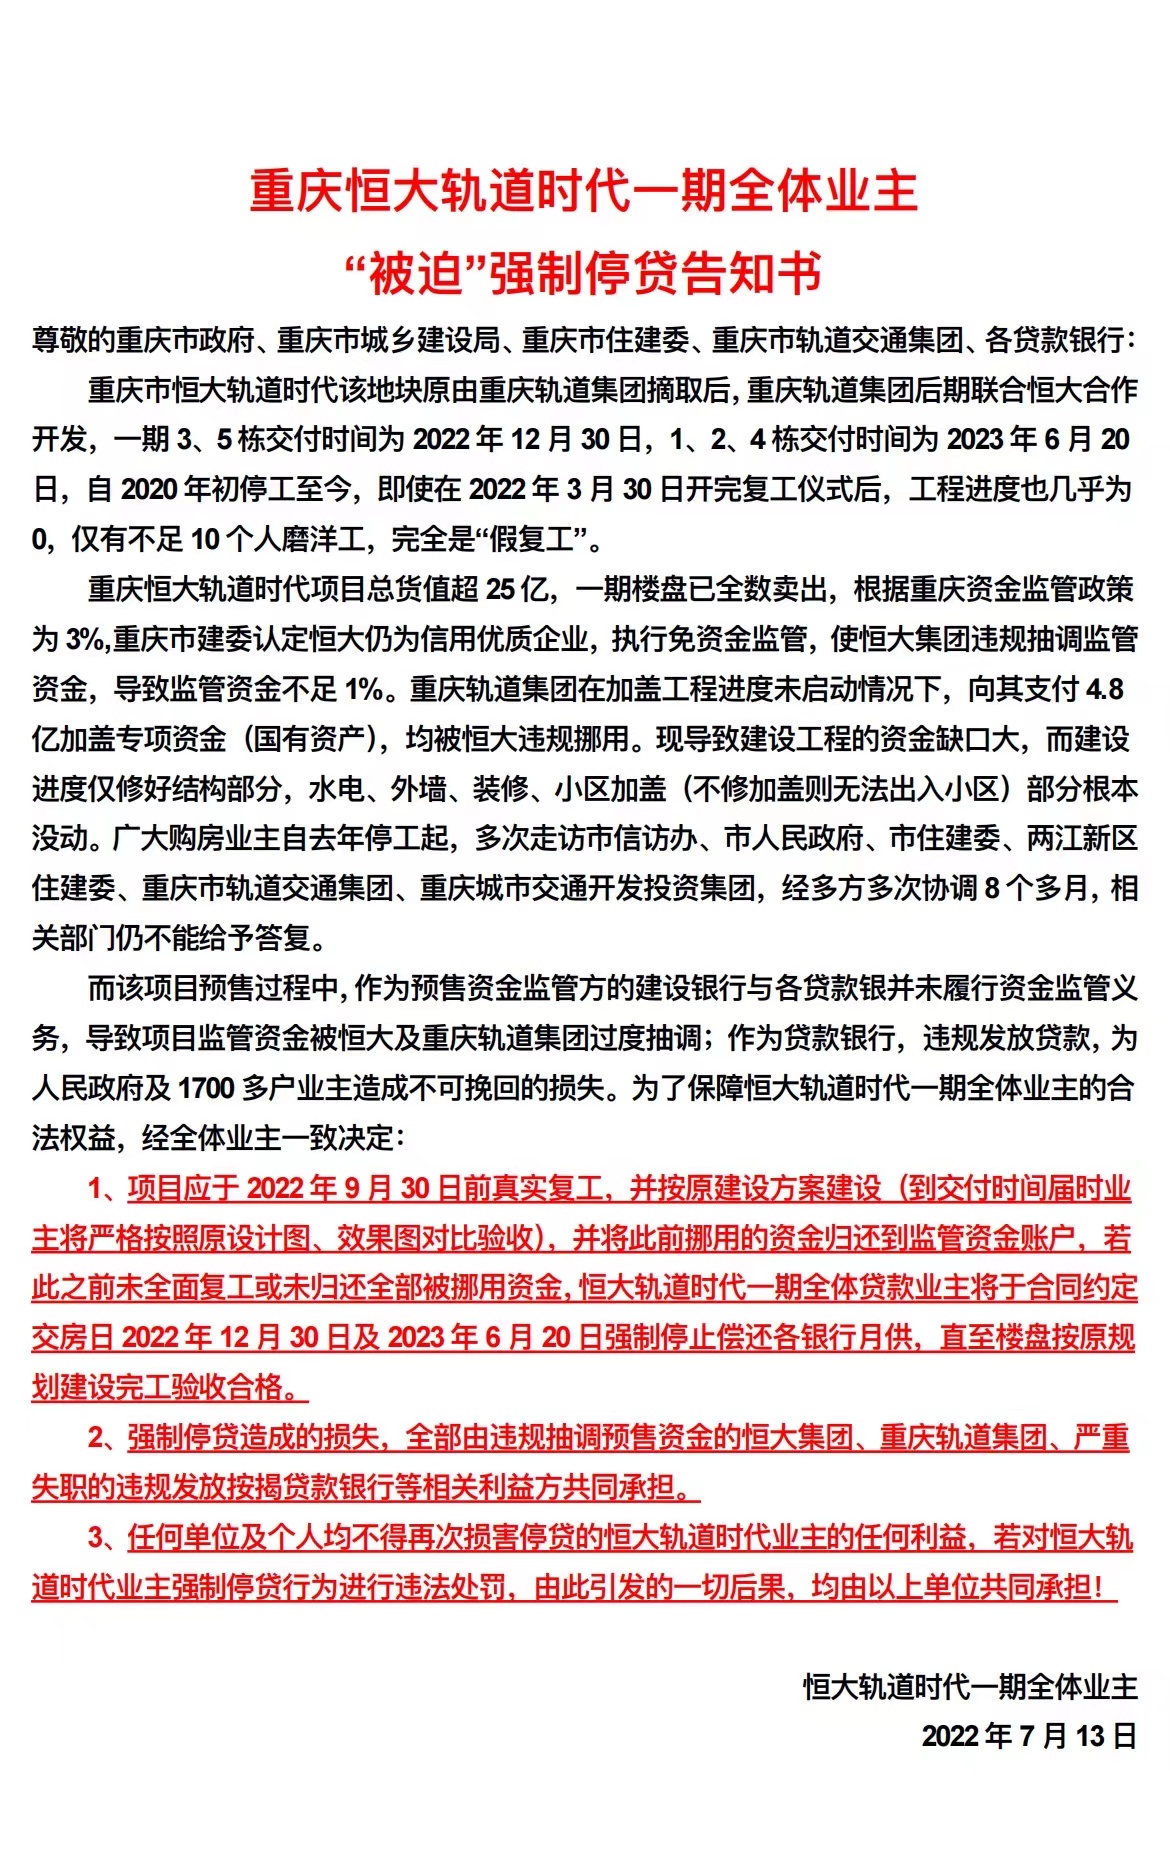 重庆恒大轨道时代一期全体业主
“被迫”强制停贷告知书
尊敬的重庆市政府、重庆市城乡建设局、重庆市住建委、重庆市轨道交通集团、各贷款银行：
重庆市恒大轨道时代该地块原由重庆轨道集团摘取后，重庆轨道集团后期联合恒大合作
开发，一期 3、5 栋交付时间为 2022 年 12 月 30 日，1、2、4 栋交付时间为 2023 年 6 月 20
日，自 2020 年初停工至今，即使在 2022 年 3 月 30 日开完复工仪式后，工程进度也几乎为
0，仅有不足 10 个人磨洋工，完全是“假复工”。
重庆恒大轨道时代项目总货值超 25 亿，一期楼盘已全数卖出，根据重庆资金监管政策
为 3%,重庆市建委认定恒大仍为信用优质企业，执行免资金监管，使恒大集团违规抽调监管
资金，导致监管资金不足 1%。重庆轨道集团在加盖工程进度未启动情况下，向其支付 4.8
亿加盖专项资金（国有资产），均被恒大违规挪用。现导致建设工程的资金缺口大，而建设
进度仅修好结构部分，水电、外墙、装修、小区加盖（不修加盖则无法出入小区）部分根本
没动。广大购房业主自去年停工起，多次走访市信访办、市人民政府、市住建委、两江新区
住建委、重庆市轨道交通集团、重庆城市交通开发投资集团，经多方多次协调 8 个多月，相
关部门仍不能给予答复。
而该项目预售过程中，作为预售资金监管方的建设银行与各贷款银并未履行资金监管义
务，导致项目监管资金被恒大及重庆轨道集团过度抽调；作为贷款银行，违规发放贷款，为
人民政府及 1700 多户业主造成不可挽回的损失。为了保障恒大轨道时代一期全体业主的合
法权益，经全体业主一致决定：
1、项目应于 2022 年 9 月 30 日前真实复工，并按原建设方案建设（到交付时间届时业
主将严格按照原设计图、效果图对比验收），并将此前挪用的资金归还到监管资金账户，若
此之前未全面复工或未归还全部被挪用资金，恒大轨道时代一期全体贷款业主将于合同约定
交房日 2022 年 12 月 30 日及 2023 年 6 月 20 日强制停止偿还各银行月供，直至楼盘按原规
划建设完工验收合格。
2、强制停贷造成的损失，全部由违规抽调预售资金的恒大集团、重庆轨道集团、严重
失职的违规发放按揭贷款银行等相关利益方共同承担。
3、任何单位及个人均不得再次损害停贷的恒大轨道时代业主的任何利益，若对恒大轨
道时代业主强制停贷行为进行违法处罚，由此引发的一切后果，均由以上单位共同承担！
恒大轨道时代一期全体业主
2022 年 7 月 13 日